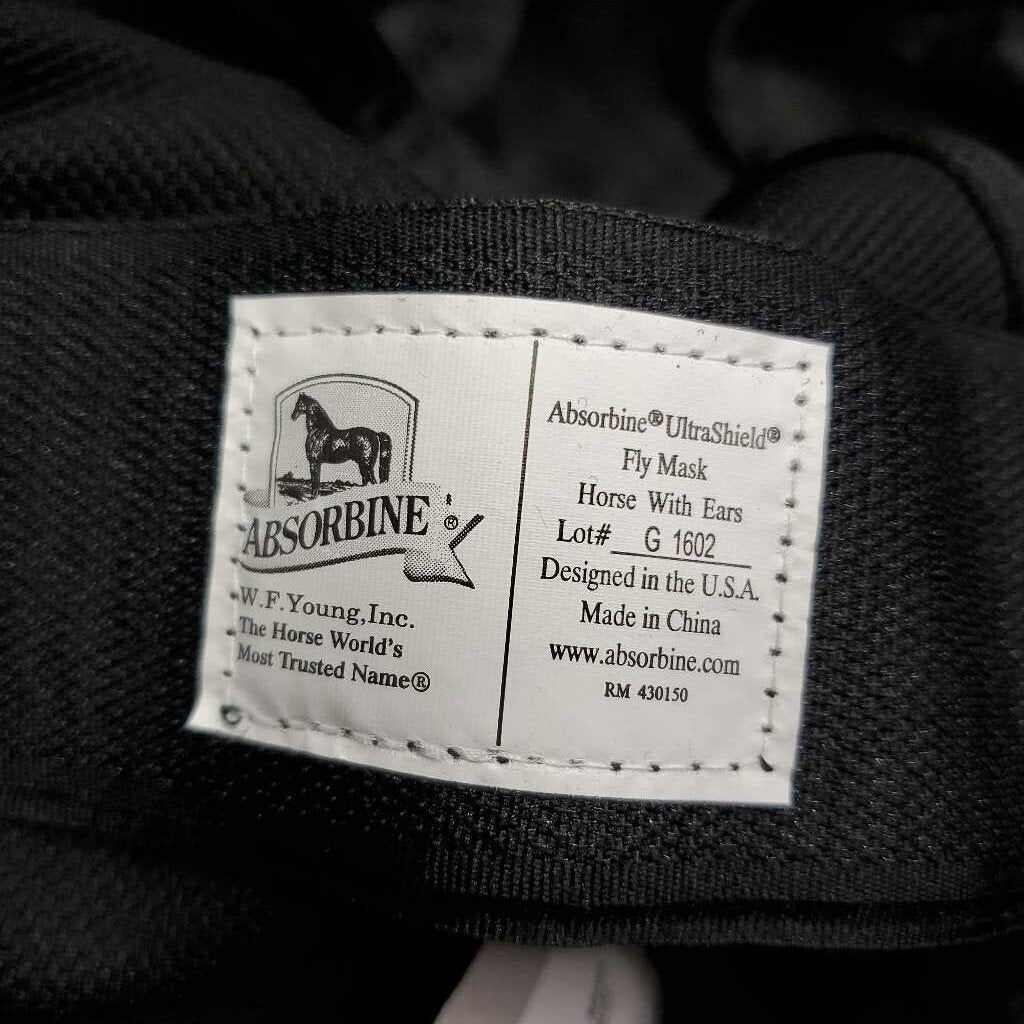 ABSORBINE®
W.F.Young,Inc.
The Horse World's
Most Trusted Name®
Absorbine® UltraShield®
Fly Mask
Horse With Ears
Lot# G 1602
Designed in the U.S.A.
Made in China
www.absorbine.com
RM 430150